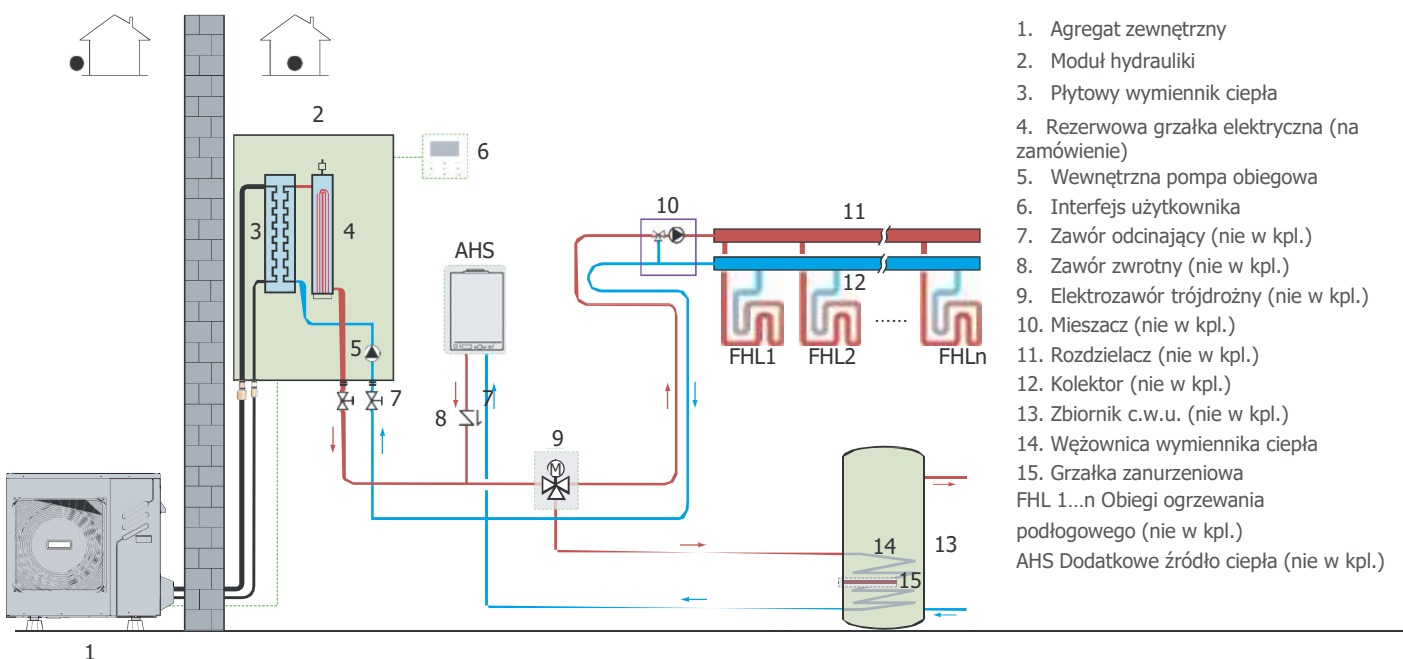 2
6
3
4
5
7
AHS
8
7
9
M
10
11
12
FHL1
FHL2
......
FHLn
14
13
15
1
1. Agregat zewnętrzny
2. Moduł hydrauliki
3. Płytowy wymiennik ciepła
4. Rezerwowa grzałka elektryczna (na
zamówienie)
5. Wewnętrzna pompa obiegowa
6. Interfejs użytkownika
7. Zawór odcinający (nie w kpl.)
8. Zawór zwrotny (nie w kpl.)
9. Elektrozawór trójdrożny (nie w kpl.)
10. Mieszacz (nie w kpl.)
11. Rozdzielacz (nie w kpl.)
12. Kolektor (nie w kpl.)
13. Zbiornik c.w.u. (nie w kpl.)
14. Wężownica wymiennika ciepła
15. Grzałka zanurzeniowa
FHL 1...n Obiegi ogrzewania
podłogowego (nie w kpl.)
AHS Dodatkowe źródło ciepła (nie w kpl.)